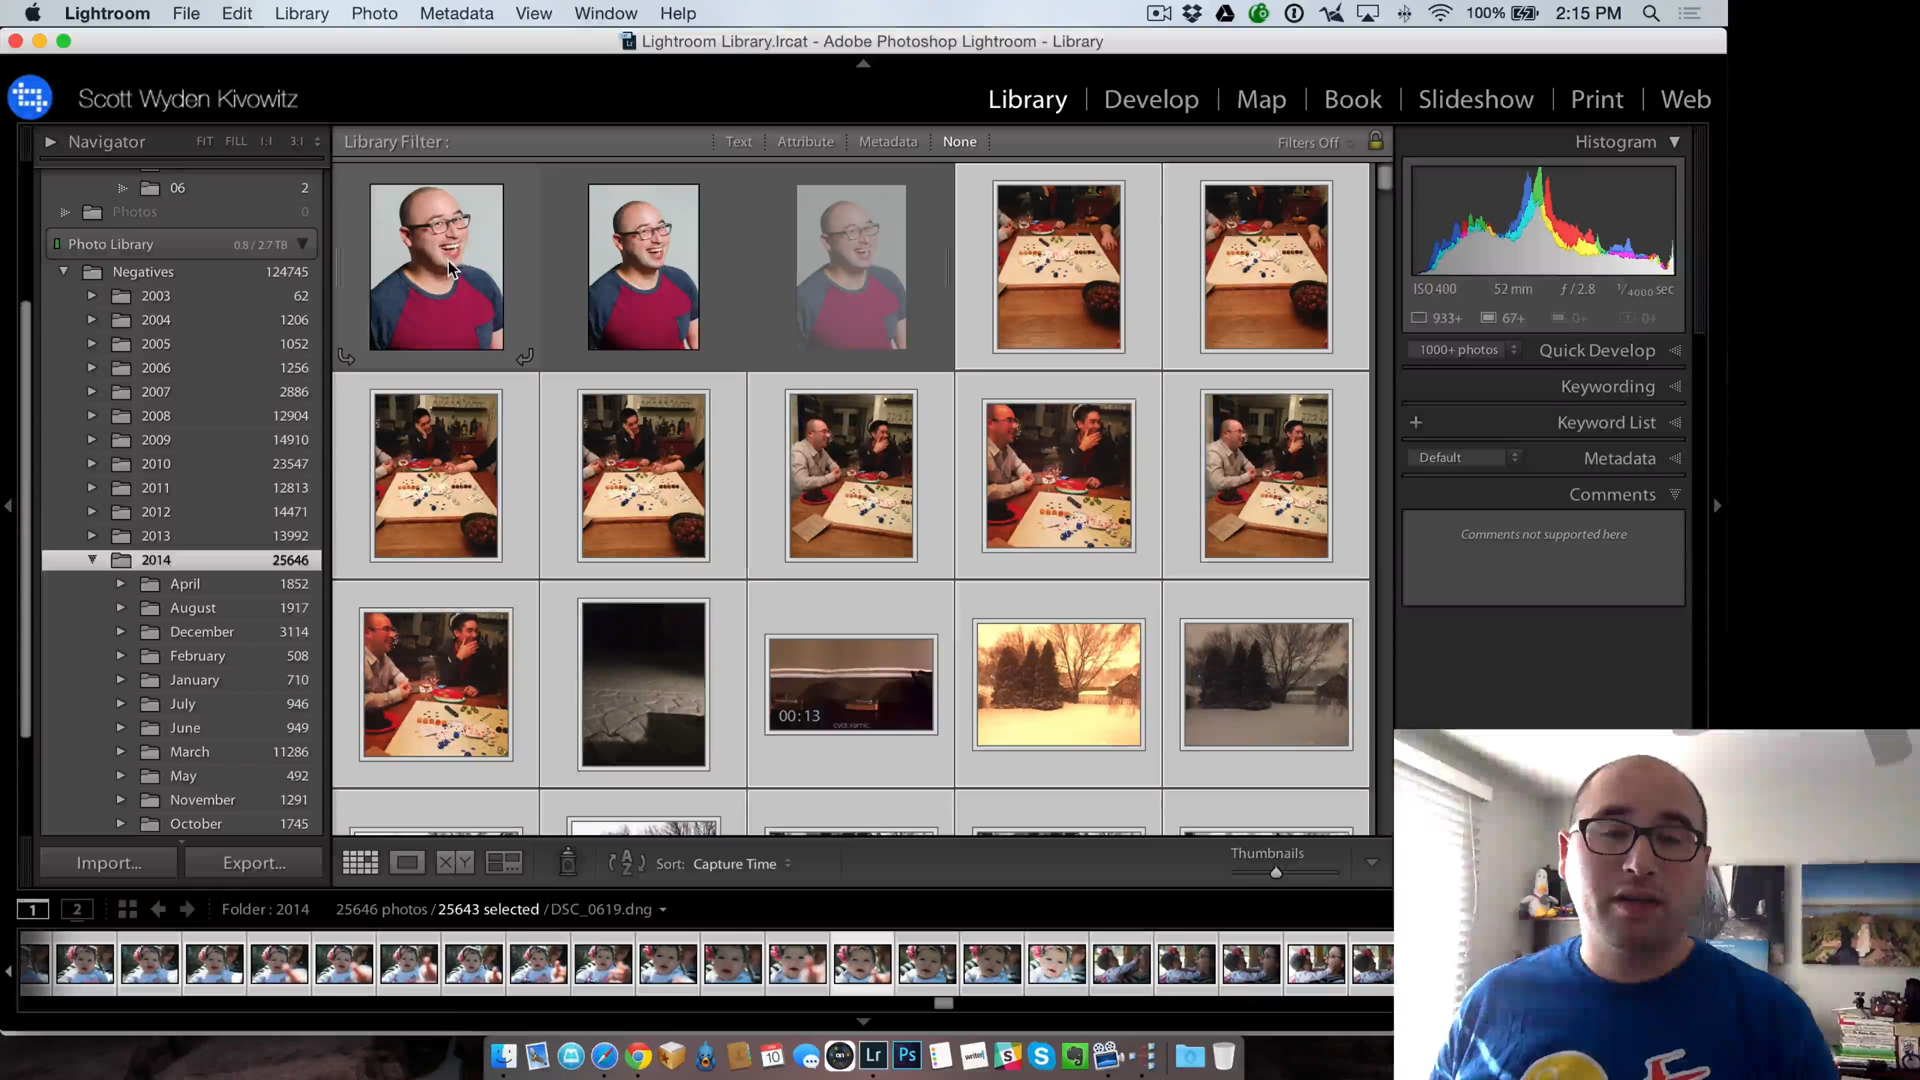 Lightroom File Edit Library Photo Metadata View Window Help 100% 2:15 PM
Lightroom Library.lrcat - Adobe Photoshop Lightroom - Library
Scott Wyden Kivowitz
Library Develop Map Book Slideshow Print Web
Navigator FIT FILL 1:1 3:1
Library Filter : Text Attribute Metadata None Filters Off
Histogram
06 2
Photos 0
Photo Library 0.8 / 2.7 TB
Negatives 124745
2003 62
2004 1206
2005 1052
2006 1256
2007 2886
2008 12904
2009 14910
2010 23547
2011 12813
2012 14471
2013 13992
2014 25646
April 1852
August 1917
December 3114
February 508
January 710
July 946
June 949
March 11286
May 492
November 1291
October 1745
Import... Export...
00:13
ISO 400 52 mm ƒ / 2.8 1/4000 sec
933+ 67+ 0+ 0+
1000+ photos Quick Develop
Keywording
Keyword List
Default Metadata
Comments
Comments not supported here
Sort: Capture Time
Thumbnails
1 2 Folder : 2014 25646 photos / 25643 selected / DSC_0619.dng
10
on
Lr Ps
writer